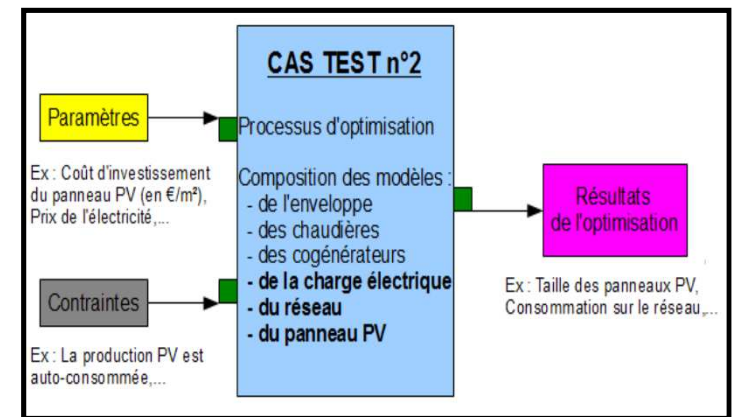 CAS TEST n°2
Paramètres
Ex : Coût d'investissement
du panneau PV (en €/m²),
Prix de l'électricité,...
Contraintes
Ex : La production PV est
auto-consommée,...
Processus d'optimisation
Composition des modèles :
- de l'enveloppe
- des chaudières
- des cogénérateurs
- de la charge électrique
- du réseau
- du panneau PV
Résultats
de l'optimisation
Ex : Taille des panneaux PV,
Consommation sur le réseau,...